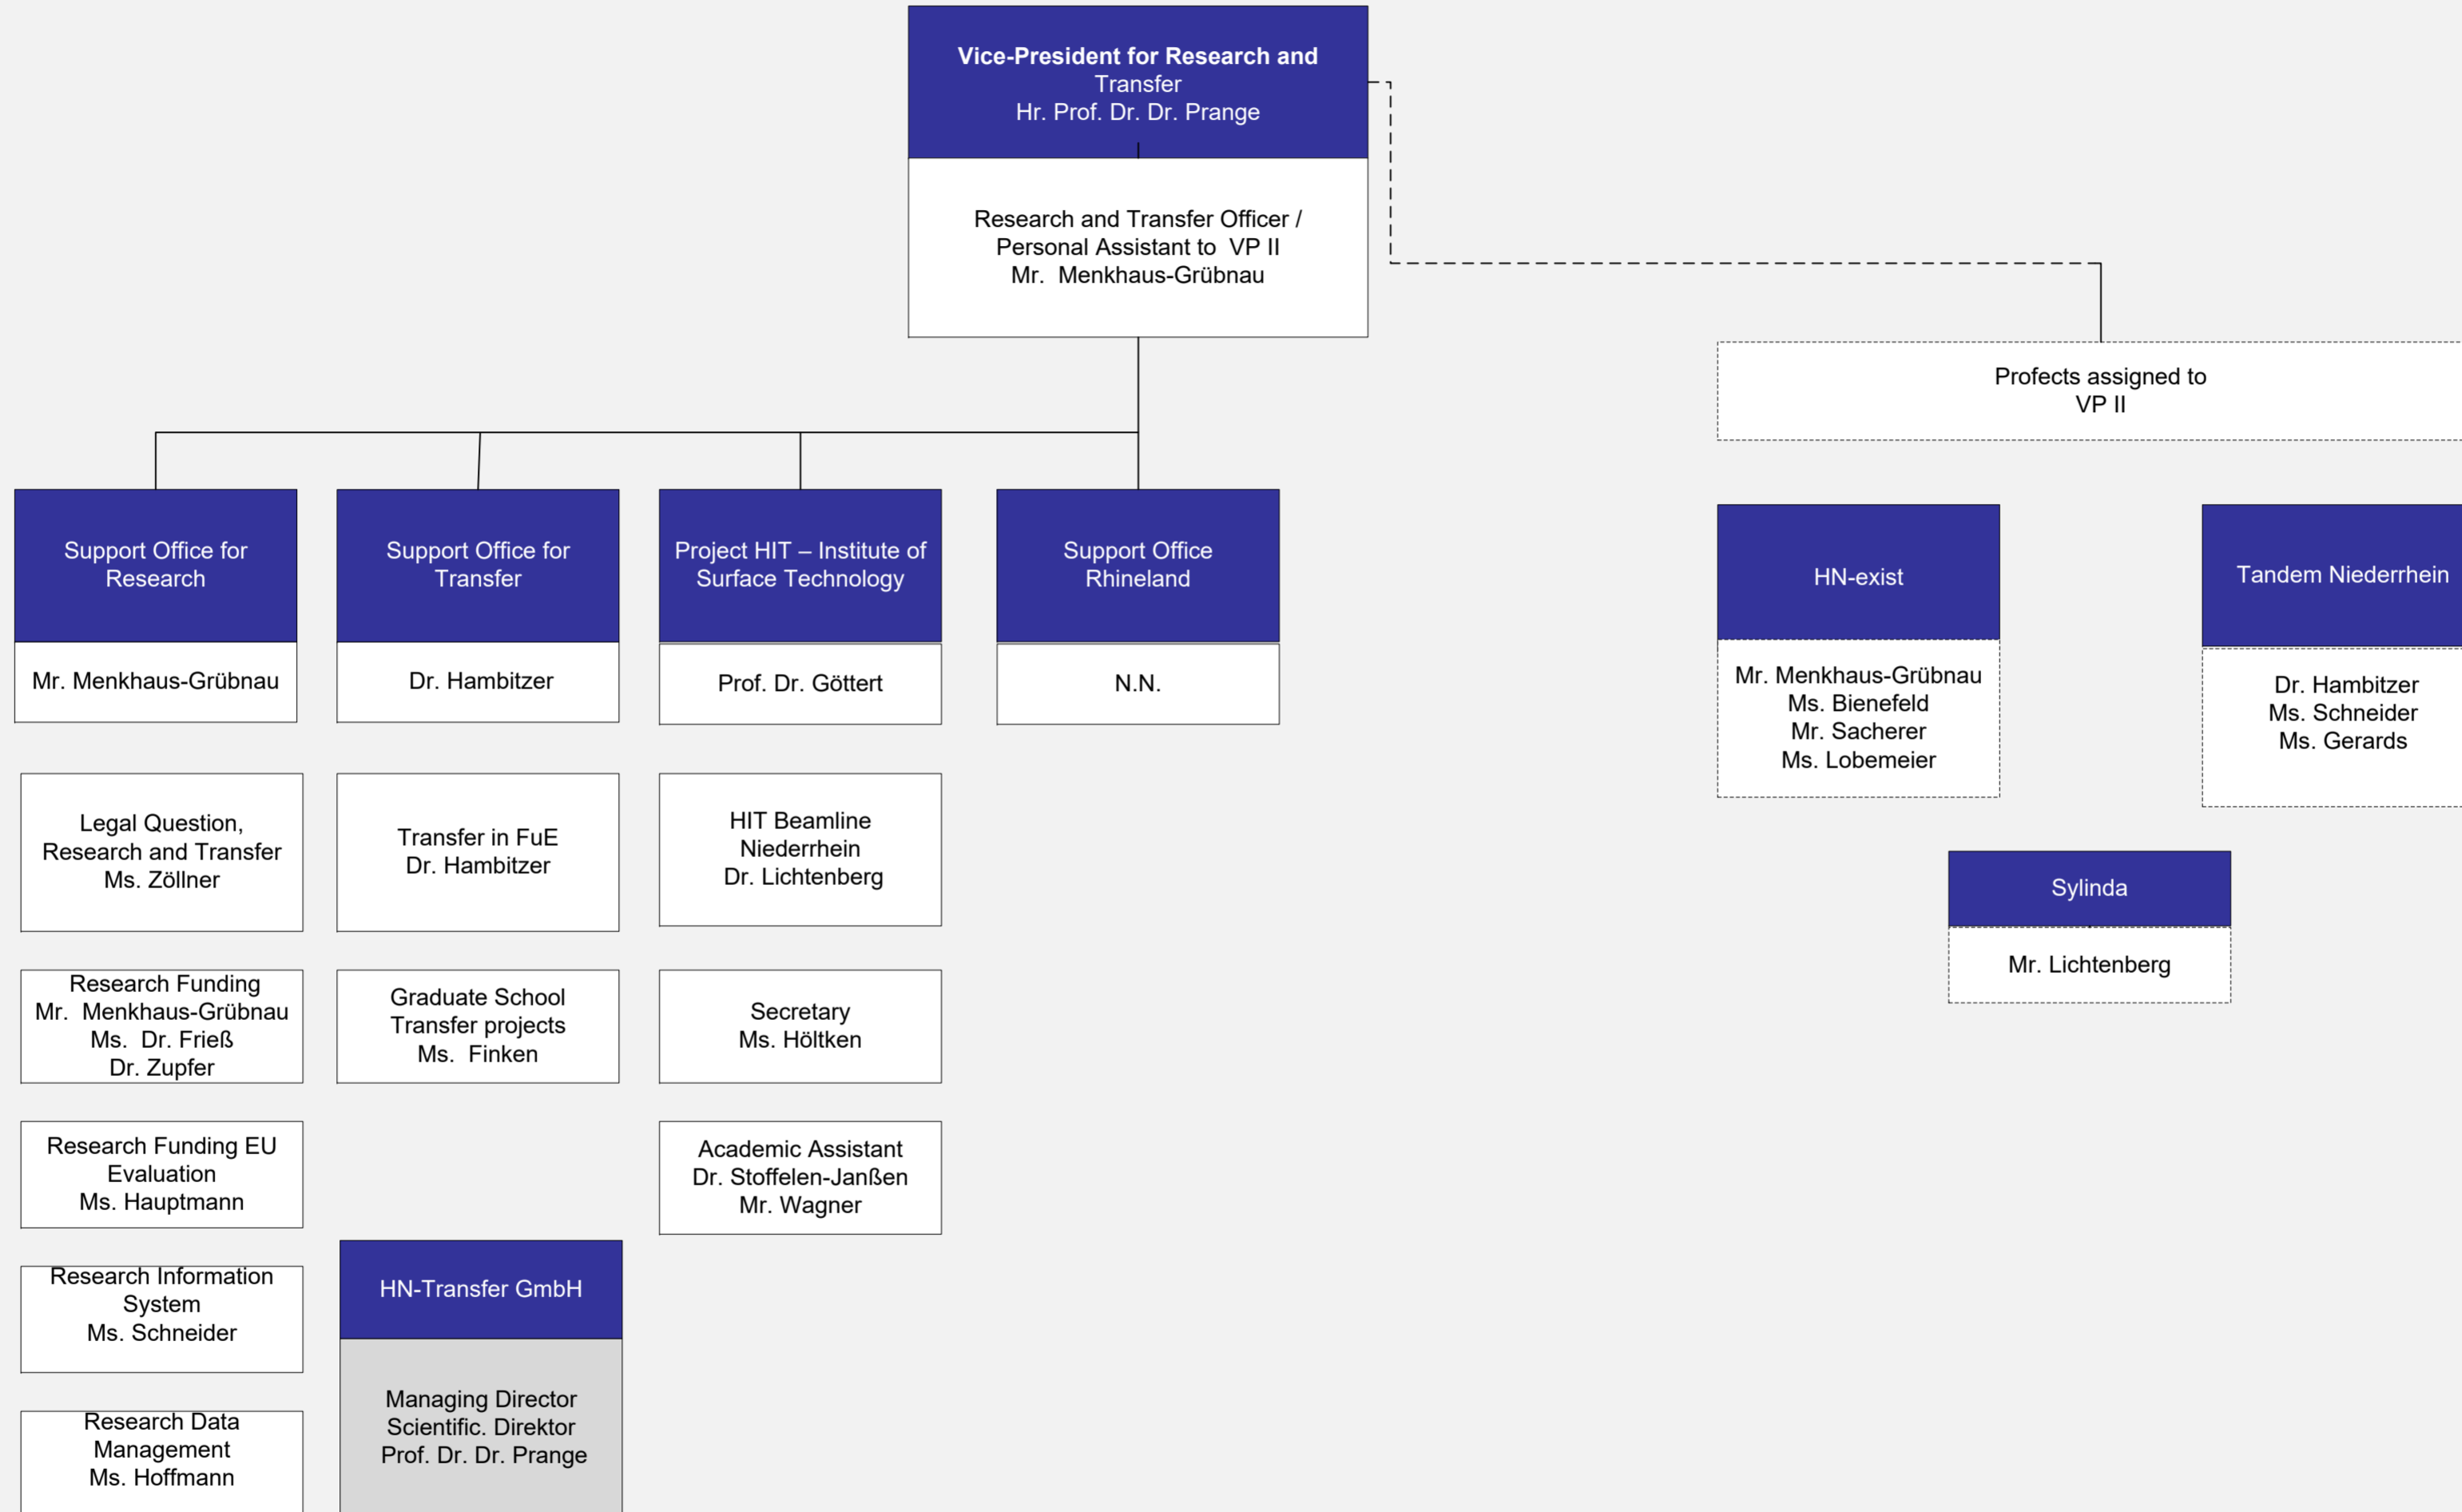 Vice-President for Research and
Transfer
Hr. Prof. Dr. Dr. Prange
Research and Transfer Officer /
Personal Assistant to VP II
Mr. Menkhaus-Grübnau
Profects assigned to
VP II
Support Office for
Research
Mr. Menkhaus-Grübnau
Legal Question,
Research and Transfer
Ms. Zöllner
Research Funding
Mr. Menkhaus-Grübnau
Ms. Dr. Frieß
Dr. Zupfer
Research Funding EU
Evaluation
Ms. Hauptmann
Research Information
System
Ms. Schneider
Research Data
Management
Ms. Hoffmann
Support Office for
Transfer
Dr. Hambitzer
Transfer in FuE
Dr. Hambitzer
Graduate School
Transfer projects
Ms. Finken
HN-Transfer GmbH
Managing Director
Scientific. Direktor
Prof. Dr. Dr. Prange
Project HIT – Institute of
Surface Technology
Prof. Dr. Göttert
HIT Beamline
Niederrhein
Dr. Lichtenberg
Secretary
Ms. Höltken
Academic Assistant
Dr. Stoffelen-Janßen
Mr. Wagner
Support Office
Rhineland
N.N.
HN-exist
Mr. Menkhaus-Grübnau
Ms. Bienefeld
Mr. Sacherer
Ms. Lobemeier
Tandem Niederrhein
Dr. Hambitzer
Ms. Schneider
Ms. Gerards
Sylinda
Mr. Lichtenberg